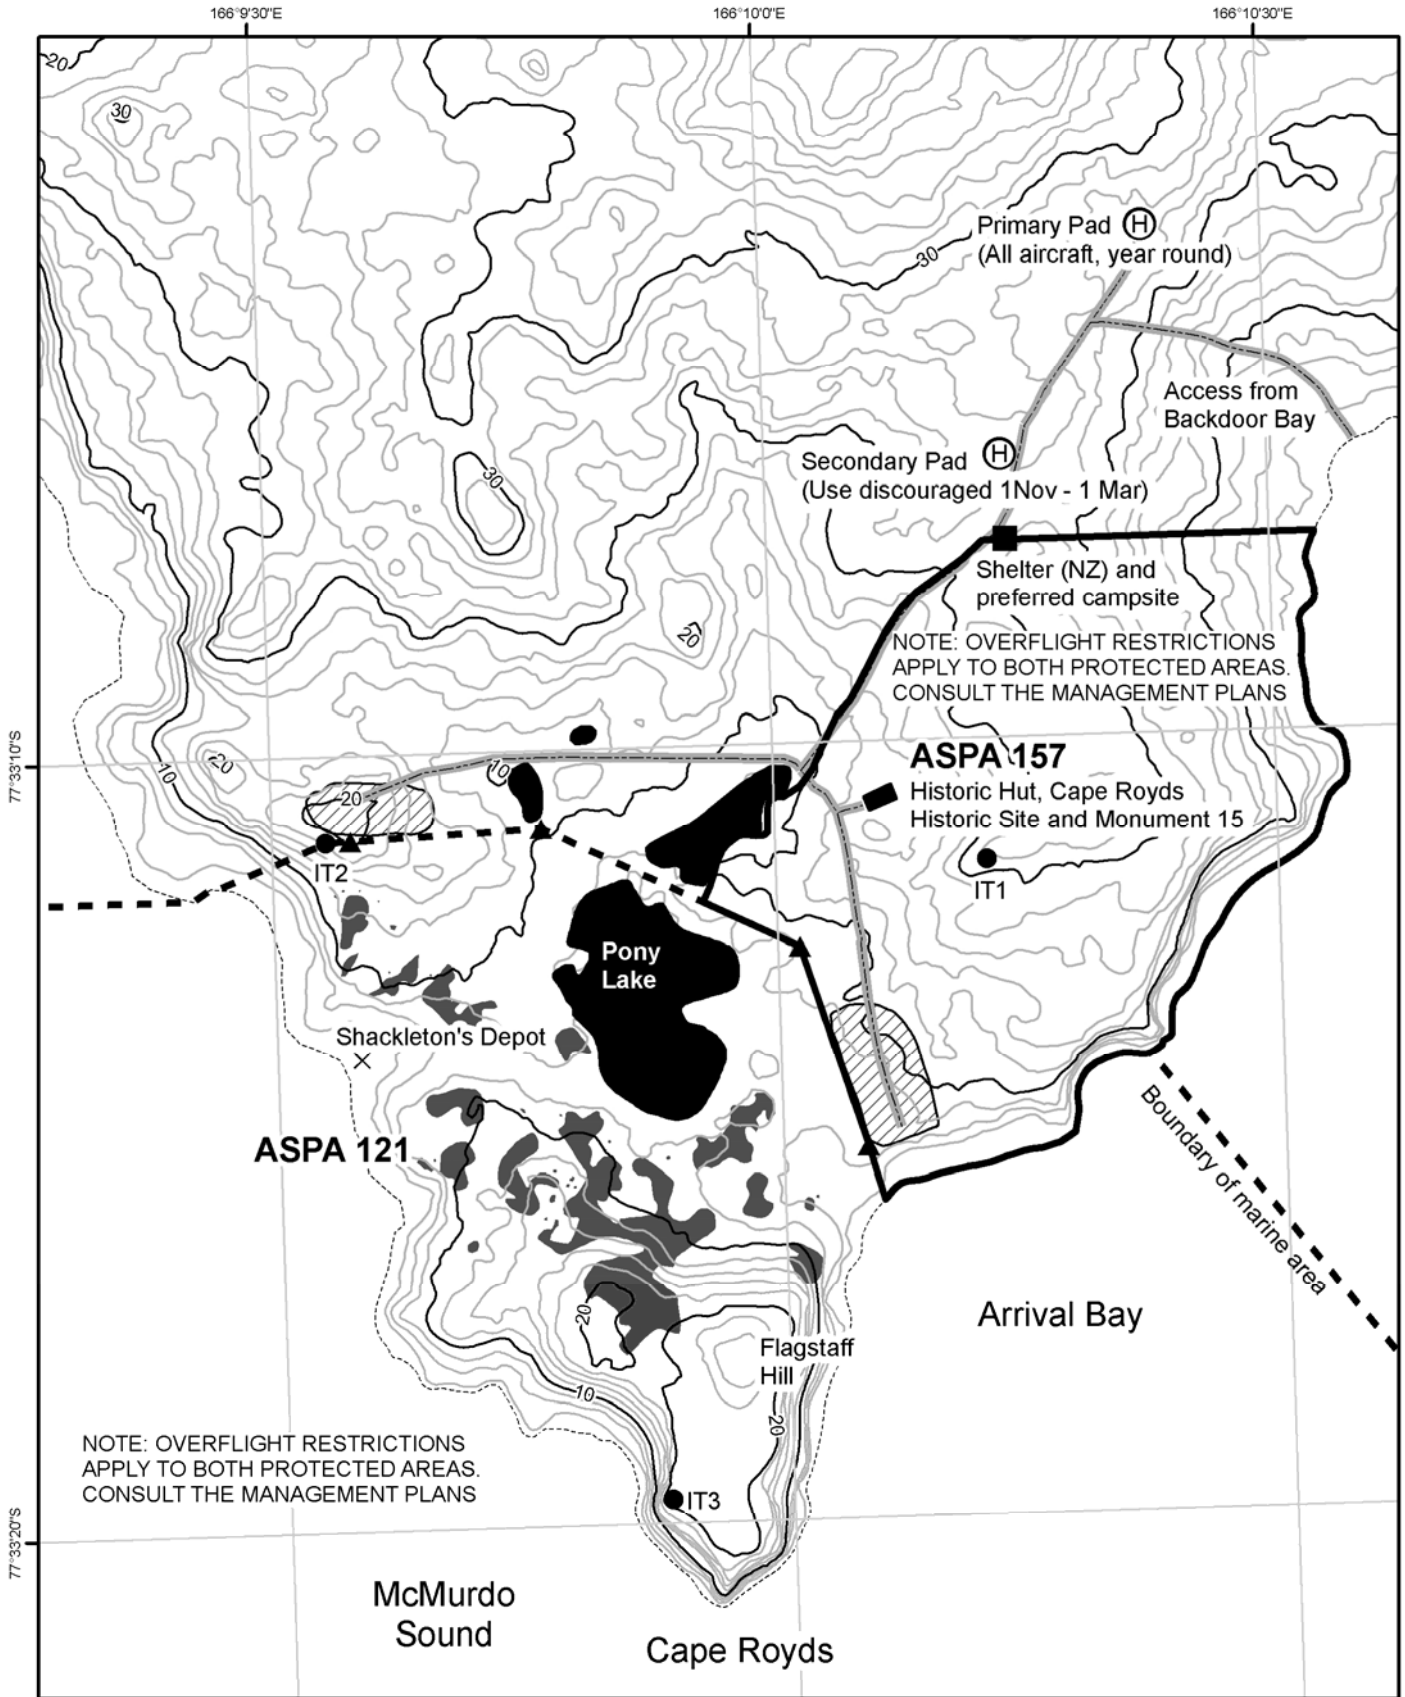 166°9'30"E
166°10'0"E
166°10'30"E
20
30
Primary Pad H
(All aircraft, year round)
30
Access from
Backdoor Bay
Secondary Pad H
(Use discouraged 1Nov - 1 Mar)
30
Shelter (NZ) and
preferred campsite
20
NOTE: OVERFLIGHT RESTRICTIONS
APPLY TO BOTH PROTECTED AREAS.
CONSULT THE MANAGEMENT PLANS
77°33'10"S
10
20
10
20
ASPA 157
Historic Hut, Cape Royds
Historic Site and Monument 15
IT2
IT1
Pony
Lake
Shackleton's Depot
ASPA 121
Boundary of marine area
Arrival Bay
20
Flagstaff
Hill
10
20
NOTE: OVERFLIGHT RESTRICTIONS
APPLY TO BOTH PROTECTED AREAS.
CONSULT THE MANAGEMENT PLANS
IT3
77°33'20"S
McMurdo
Sound
Cape Royds